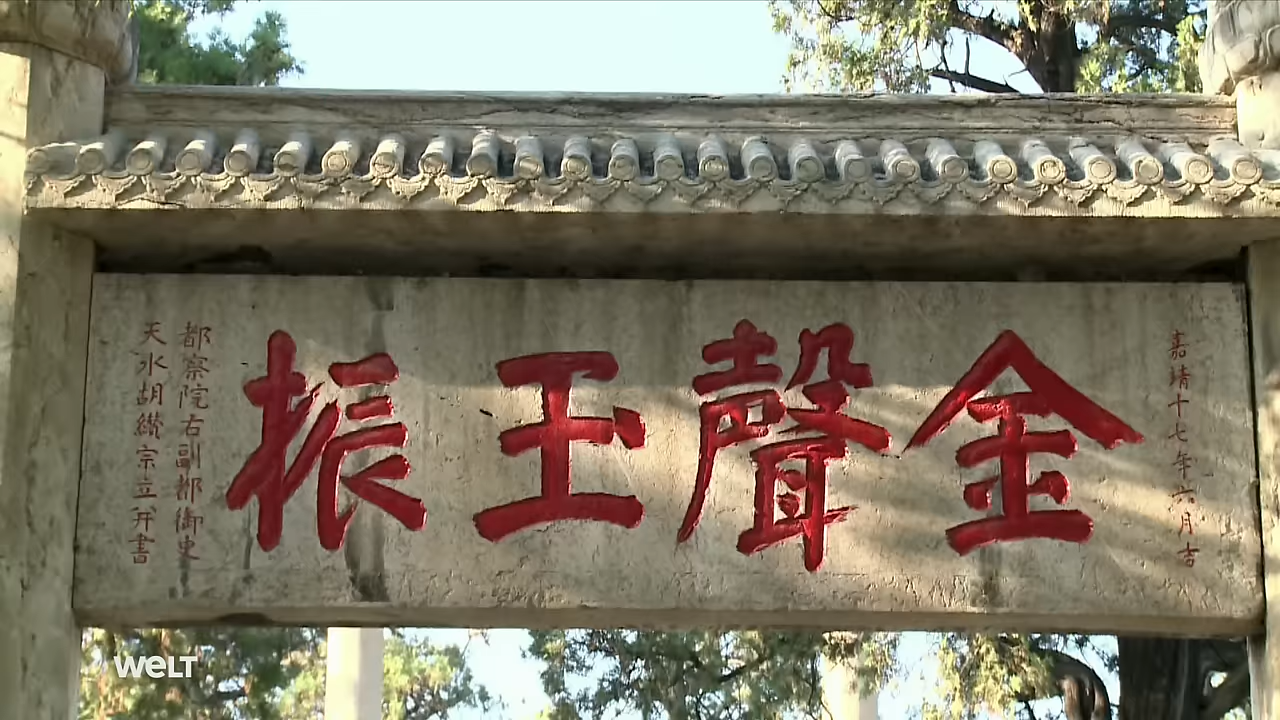 嘉靖十七年六月吉
金聲玉振
都察院右副都御史
天水胡纘宗立幷書
WELT